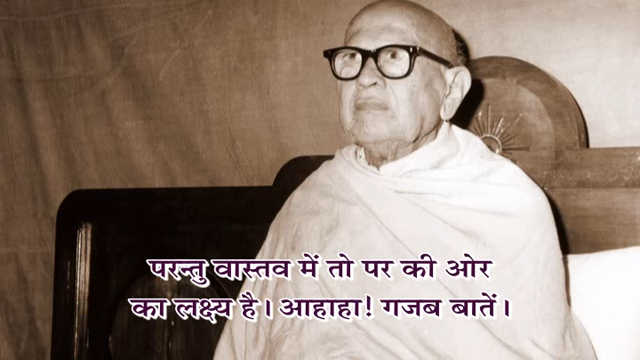 परन्तु वास्तव में तो पर की ओर
का लक्ष्य है। आहाहा! गजब बातें।